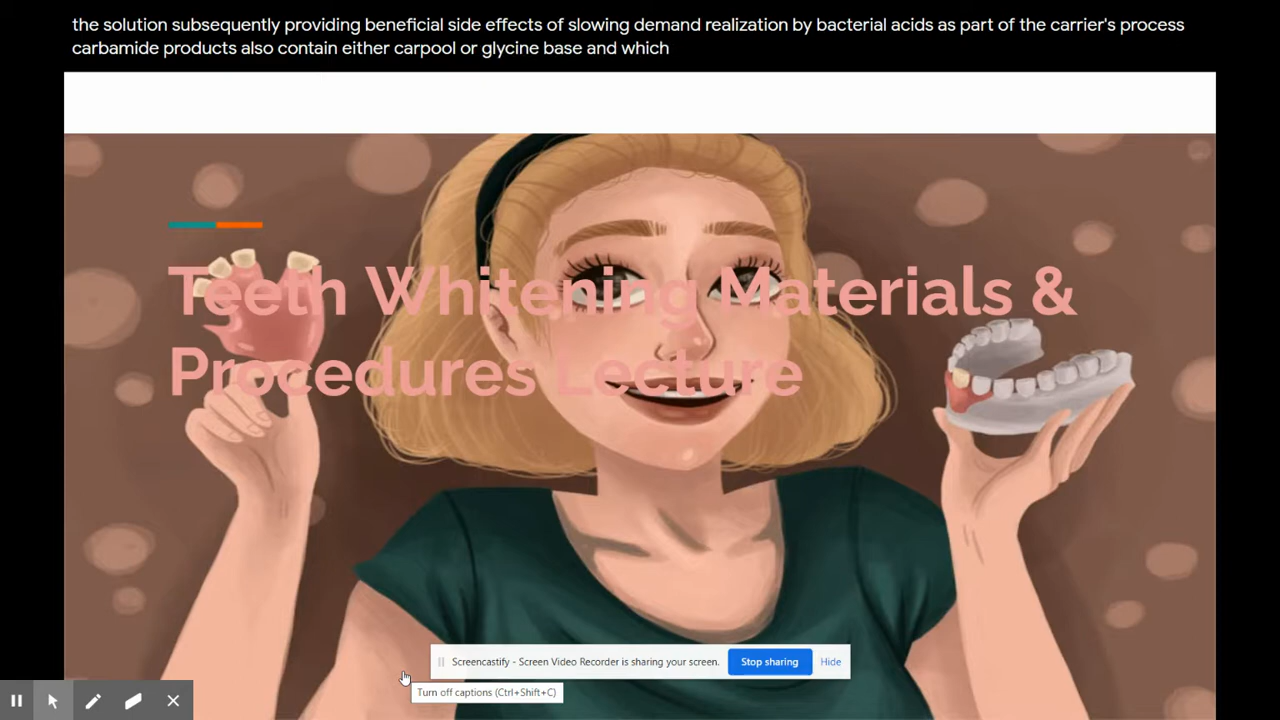 the solution subsequently providing beneficial side effects of slowing demand realization by bacterial acids as part of the carrier's process
carbamide products also contain either carpool or glycine base and which
Teeth Whitening Materials &
Procedures Lecture
Screencastify - Screen Video Recorder is sharing your screen.
Stop sharing
Hide
Turn off captions (Ctrl+Shift+C)